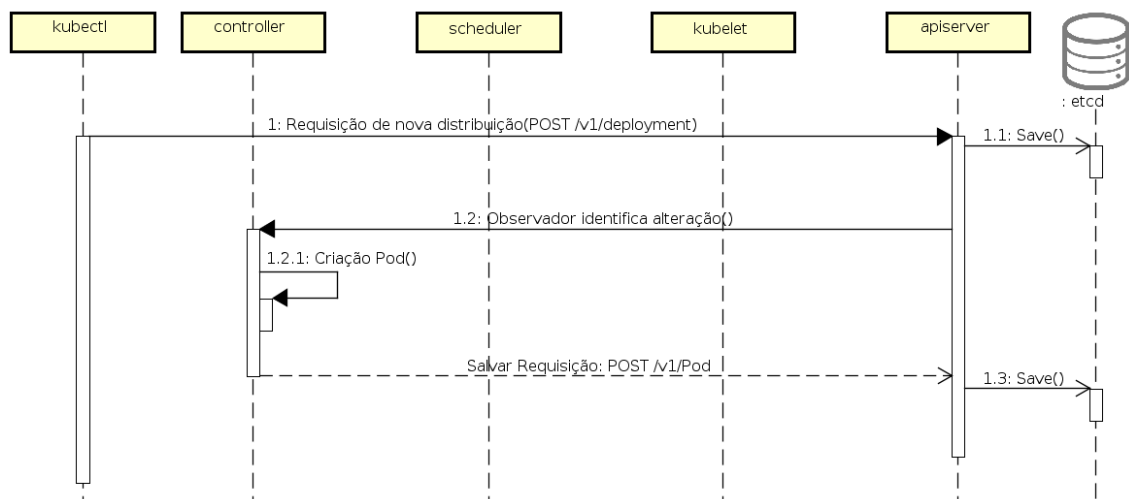 kubectl
controller
scheduler
kubelet
apiserver
: etcd
1: Requisição de nova distribuição(POST /v1/deployment)
1.1: Save()
1.2: Observador identifica alteração()
1.2.1: Criação Pod()
Salvar Requisição: POST /v1/Pod
1.3: Save()